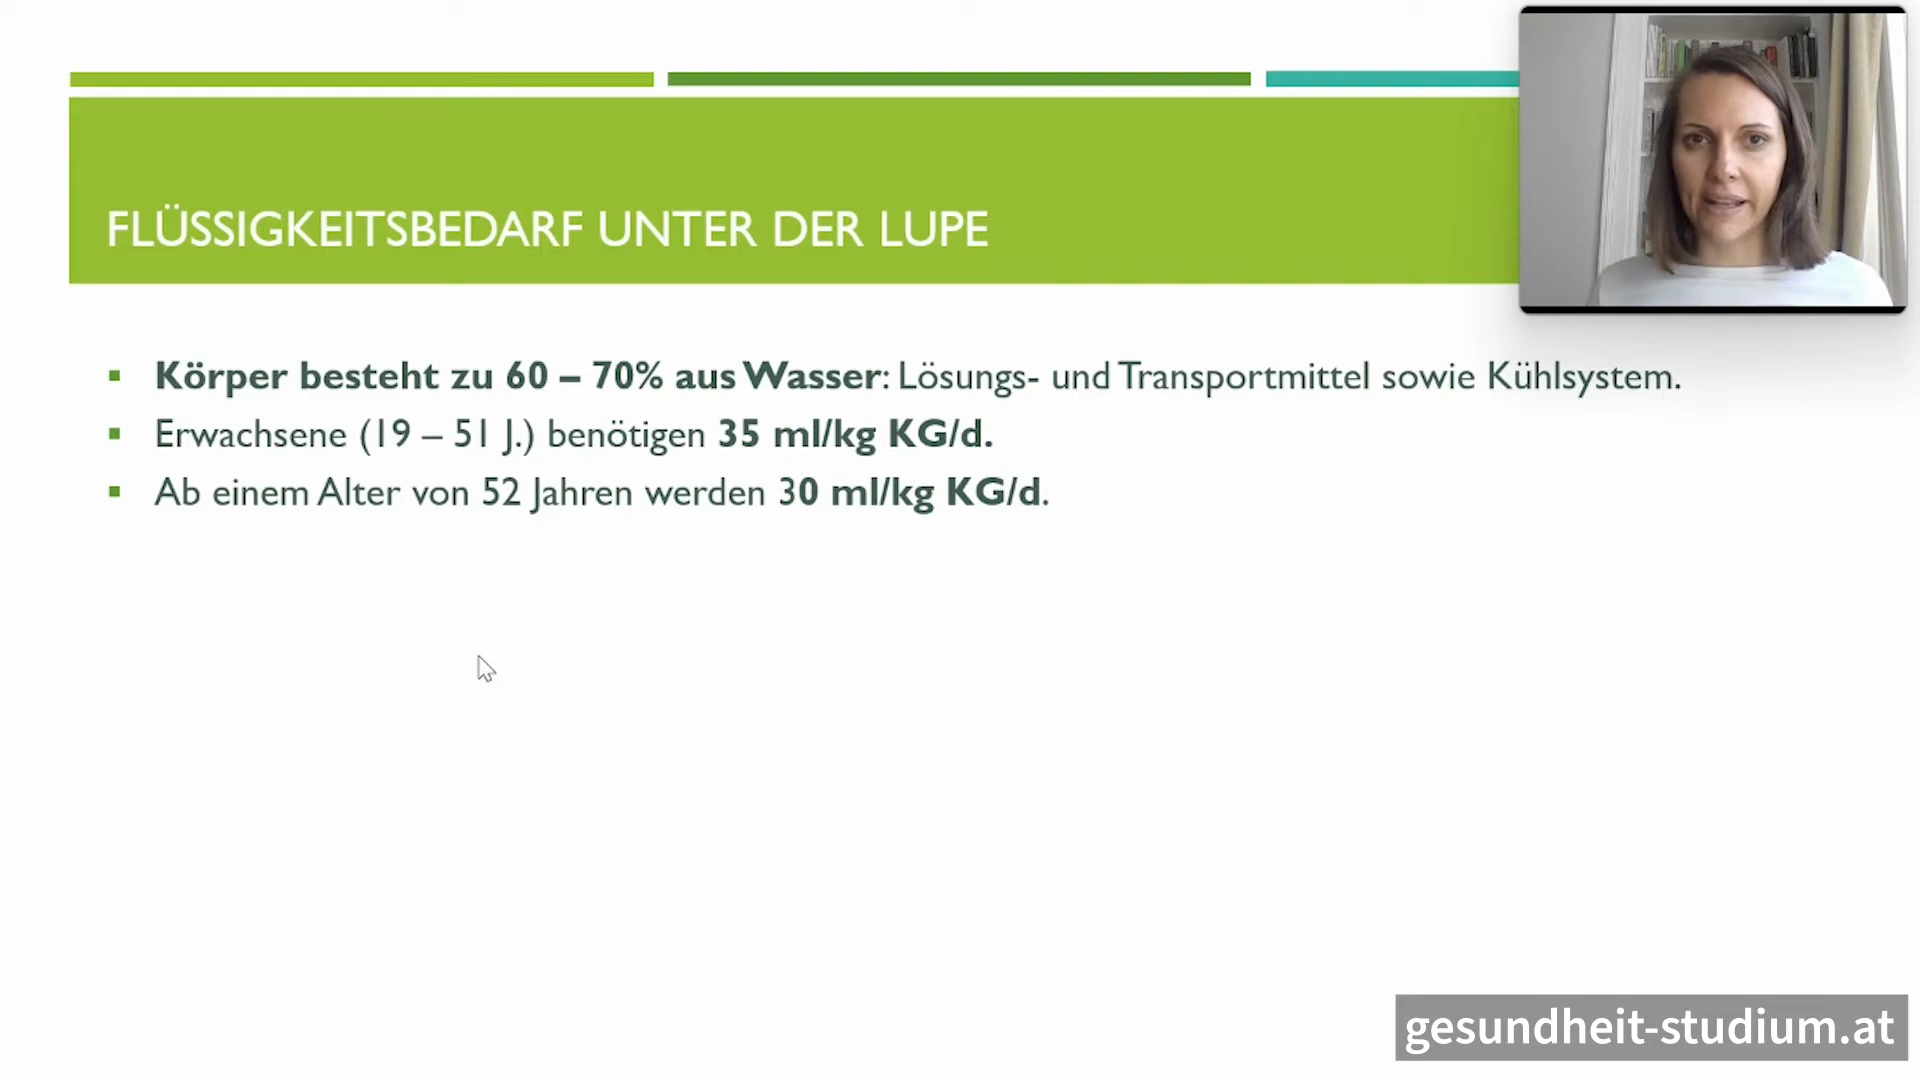 FLÜSSIGKEITSBEDARF UNTER DER LUPE
Körper besteht zu 60 – 70% aus Wasser: Lösungs- und Transportmittel sowie Kühlsystem.
Erwachsene (19 – 51 J.) benötigen 35 ml/kg KG/d.
Ab einem Alter von 52 Jahren werden 30 ml/kg KG/d.
gesundheit-studium.at